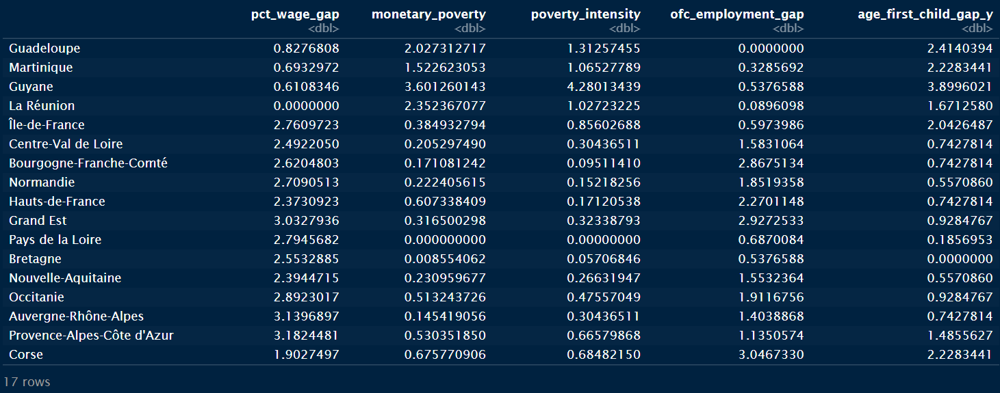 pct_wage_gap monetary_poverty poverty_intensity ofc_employment_gap age_first_child_gap_y
<dbl> <dbl> <dbl> <dbl> <dbl>
Guadeloupe 0.8276808 2.027312717 1.31257455 0.0000000 2.4140394
Martinique 0.6932972 1.522623053 1.06527789 0.3285692 2.2283441
Guyane 0.6108346 3.601260143 4.28013439 0.5376588 3.8996021
La Réunion 0.0000000 2.352367077 1.02723225 0.0896098 1.6712580
Île-de-France 2.7609723 0.384932794 0.85602688 0.5973986 2.0426487
Centre-Val de Loire 2.4922050 0.205297490 0.30436511 1.5831064 0.7427814
Bourgogne-Franche-Comté 2.6204803 0.171081242 0.09511410 2.8675134 0.7427814
Normandie 2.7090513 0.222405615 0.15218256 1.8519358 0.5570860
Hauts-de-France 2.3730923 0.607338409 0.17120538 2.2701148 0.7427814
Grand Est 3.0327936 0.316500298 0.32338793 2.9272533 0.9284767
Pays de la Loire 2.7945682 0.000000000 0.00000000 0.6870084 0.1856953
Bretagne 2.5532885 0.008554062 0.05706846 0.5376588 0.0000000
Nouvelle-Aquitaine 2.3944715 0.230959677 0.26631947 1.5532364 0.5570860
Occitanie 2.8923017 0.513243726 0.47557049 1.9116756 0.9284767
Auvergne-Rhône-Alpes 3.1396897 0.145419056 0.30436511 1.4038868 0.7427814
Provence-Alpes-Côte d'Azur 3.1824481 0.530351850 0.66579868 1.1350574 1.4855627
Corse 1.9027497 0.675770906 0.68482150 3.0467330 2.2283441
17 rows